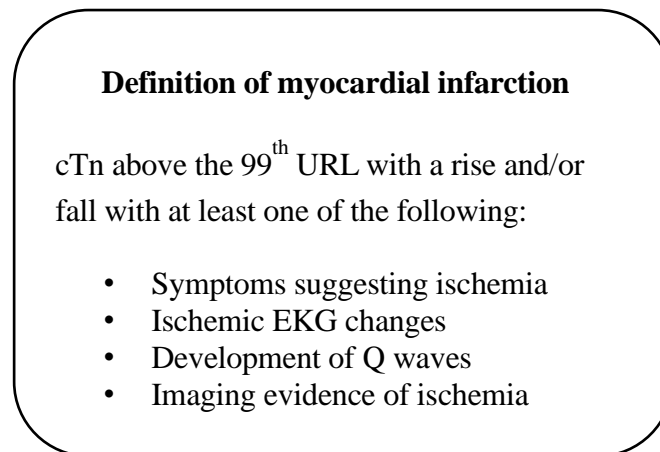 Definition of myocardial infarction
cTn above the 99th URL with a rise and/or
fall with at least one of the following:
• Symptoms suggesting ischemia
• Ischemic EKG changes
• Development of Q waves
• Imaging evidence of ischemia